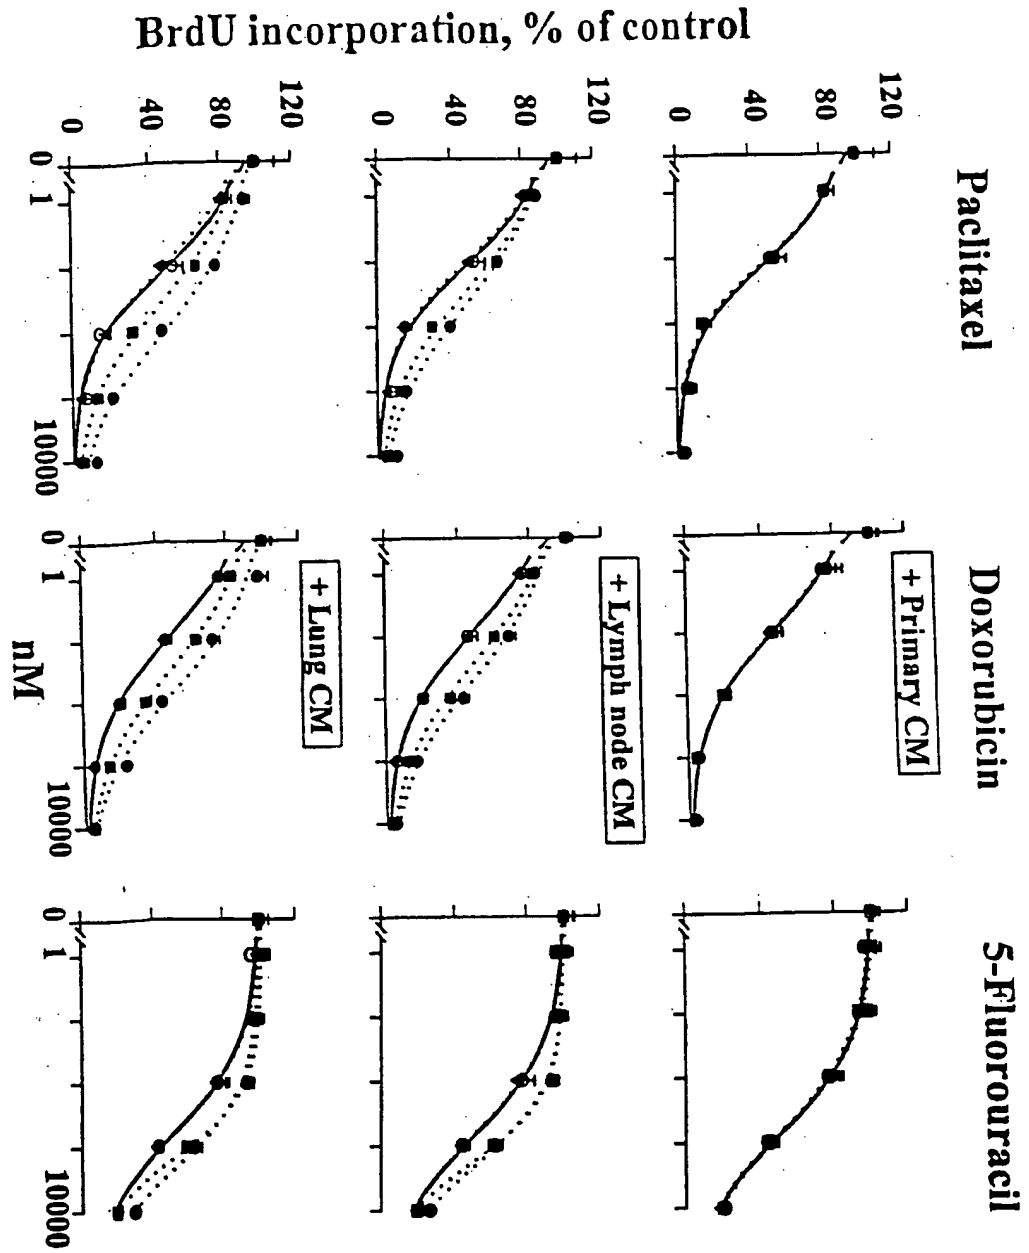 Paclitaxel
Doxorubicin
5-Fluorouracil
BrdU incorporation, % of control
120
80
40
0
+ Primary CM
120
80
40
0
+ Lymph node CM
120
80
40
0
+ Lung CM
0 1 10000
0 1 10000
0 1 10000
nM